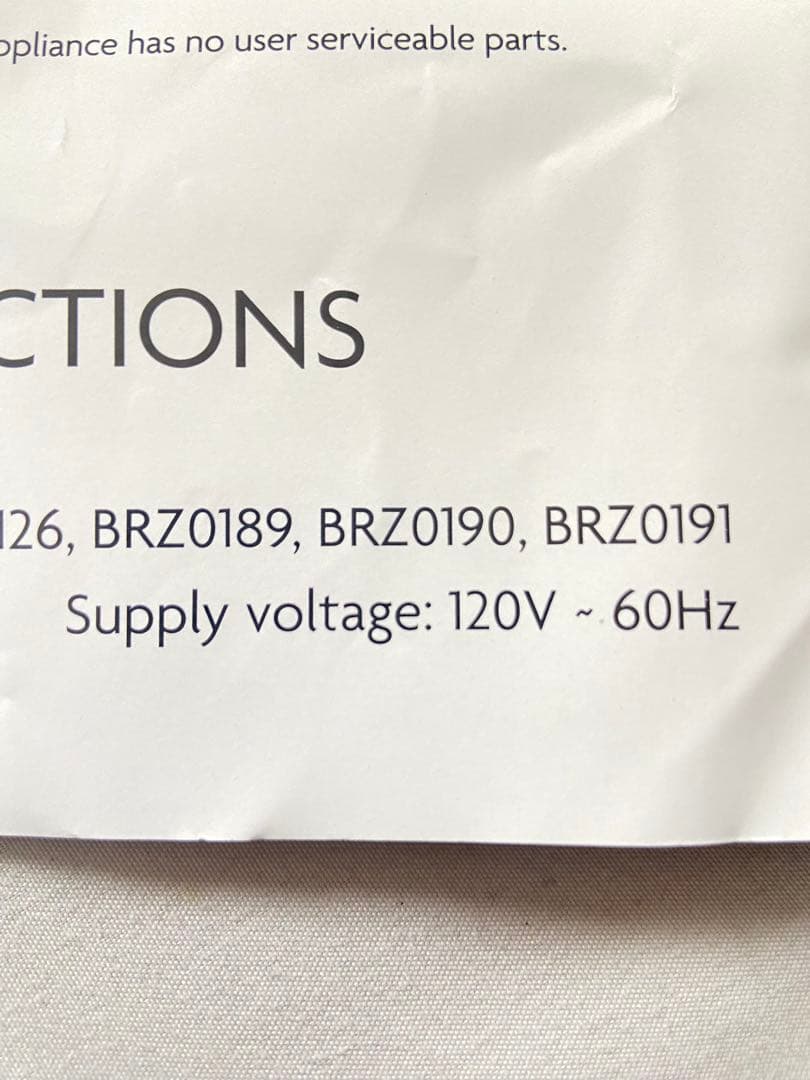 ppliance has no user serviceable parts.
CTIONS
126, BRZ0189, BRZ0190, BRZ0191
Supply voltage: 120V ~ 60Hz